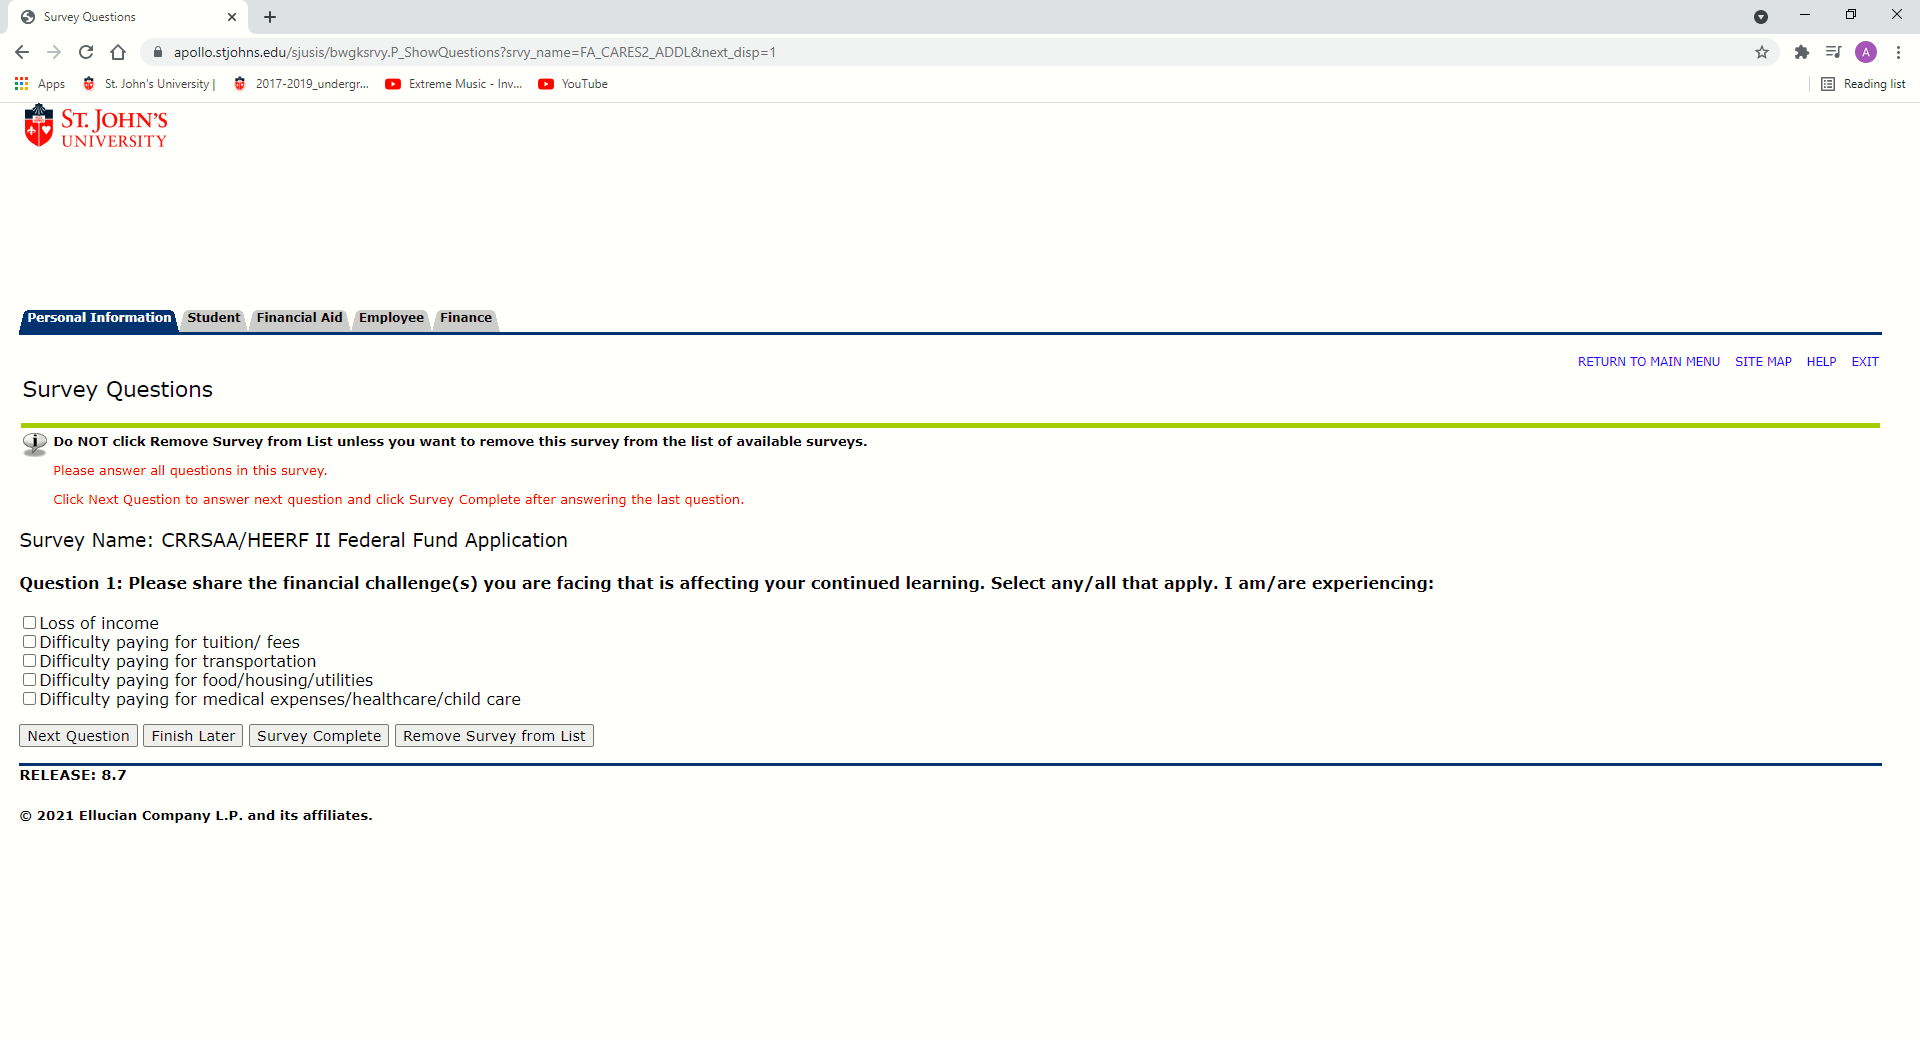 Survey Questions
apollo.stjohns.edu/sjusis/bwgksrvy.P_ShowQuestions?srvy_name=FA_CARES2_ADDL&next_disp=1
A
Apps St. John's University | 2017-2019_undergr... Extreme Music - Inv... YouTube Reading list
ST. JOHN'S
UNIVERSITY
Personal Information Student Financial Aid Employee Finance
RETURN TO MAIN MENU SITE MAP HELP EXIT
Survey Questions
Do NOT click Remove Survey from List unless you want to remove this survey from the list of available surveys.
Please answer all questions in this survey.
Click Next Question to answer next question and click Survey Complete after answering the last question.
Survey Name: CRRSAA/HEERF II Federal Fund Application
Question 1: Please share the financial challenge(s) you are facing that is affecting your continued learning. Select any/all that apply. I am/are experiencing:
Loss of income
Difficulty paying for tuition/ fees
Difficulty paying for transportation
Difficulty paying for food/housing/utilities
Difficulty paying for medical expenses/healthcare/child care
Next Question Finish Later Survey Complete Remove Survey from List
RELEASE: 8.7
© 2021 Ellucian Company L.P. and its affiliates.